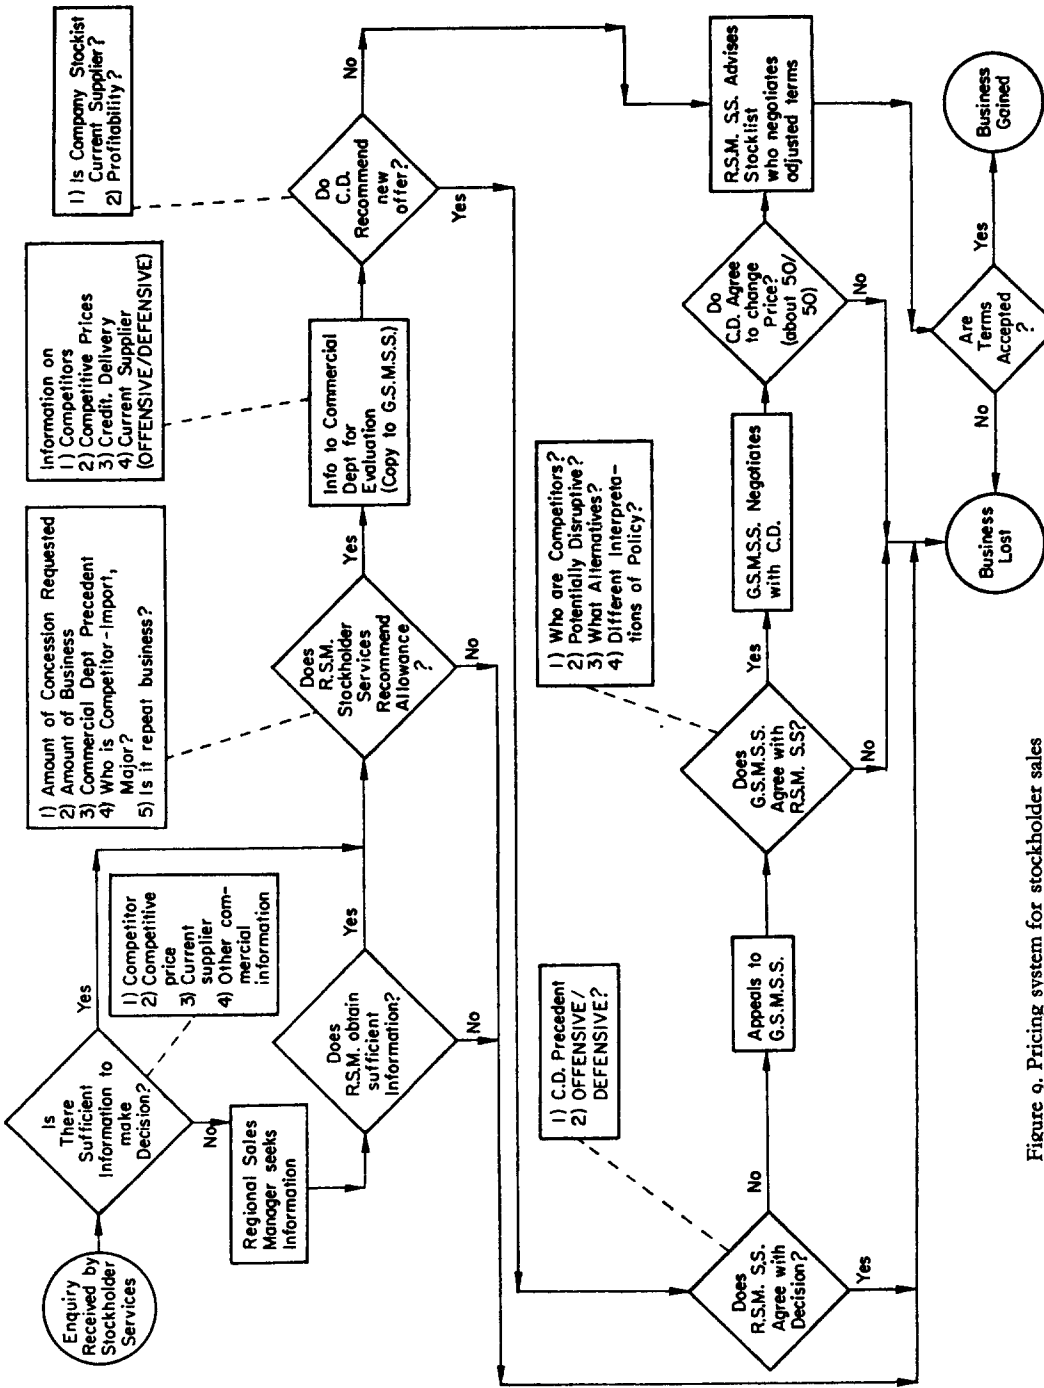 Enquiry
Received by
Stockholder
Services
Is
There
Sufficient
Information to
make
Decision?
Yes
No
1) Competitor
2) Competitive
price
3) Current
supplier
4) Other com-
mercial
information
Regional Sales
Manager seeks
Information
Does
R.S.M. obtain
sufficient
Information?
Yes
No
1) Amount of Concession Requested
2) Amount of Business
3) Commercial Dept Precedent
4) Who is Competitor-Import,
Major?
5) Is it repeat business?
Does
R.S.M.
Stockholder
Services
Recommend
Allowance
?
Yes
No
Information on
1) Competitors
2) Competitive Prices
3) Credit. Delivery
4) Current Supplier
(OFFENSIVE/DEFENSIVE)
Info to Commercial
Dept for
Evaluation
(Copy to G.S.M.S.S.)
1) Is Company Stockist
Current Supplier?
2) Profitability?
Do
C.D.
Recommend
new
offer?
No
Yes
1) C.D. Precedent
2) OFFENSIVE/
DEFENSIVE?
Does
R.S.M. S.S.
Agree with
Decision?
No
Yes
Appeals to
G.S.M.S.S.
1) Who are Competitors?
2) Potentially Disruptive?
3) What Alternatives?
4) Different Interpreta-
tions of Policy?
Does
G.S.M.S.S.
Agree with
R.S.M. S.S?
Yes
No
G.S.M.S.S. Negotiates
with C.D.
Do
C.D. Agree
to change
Price?
(about 50/
50)
No
R.S.M. S.S. Advises
Stocklist
who negotiates
adjusted terms
Are
Terms
Accepted
?
No
Yes
Business
Lost
Business
Gained
Figure 9. Pricing system for stockholder sales